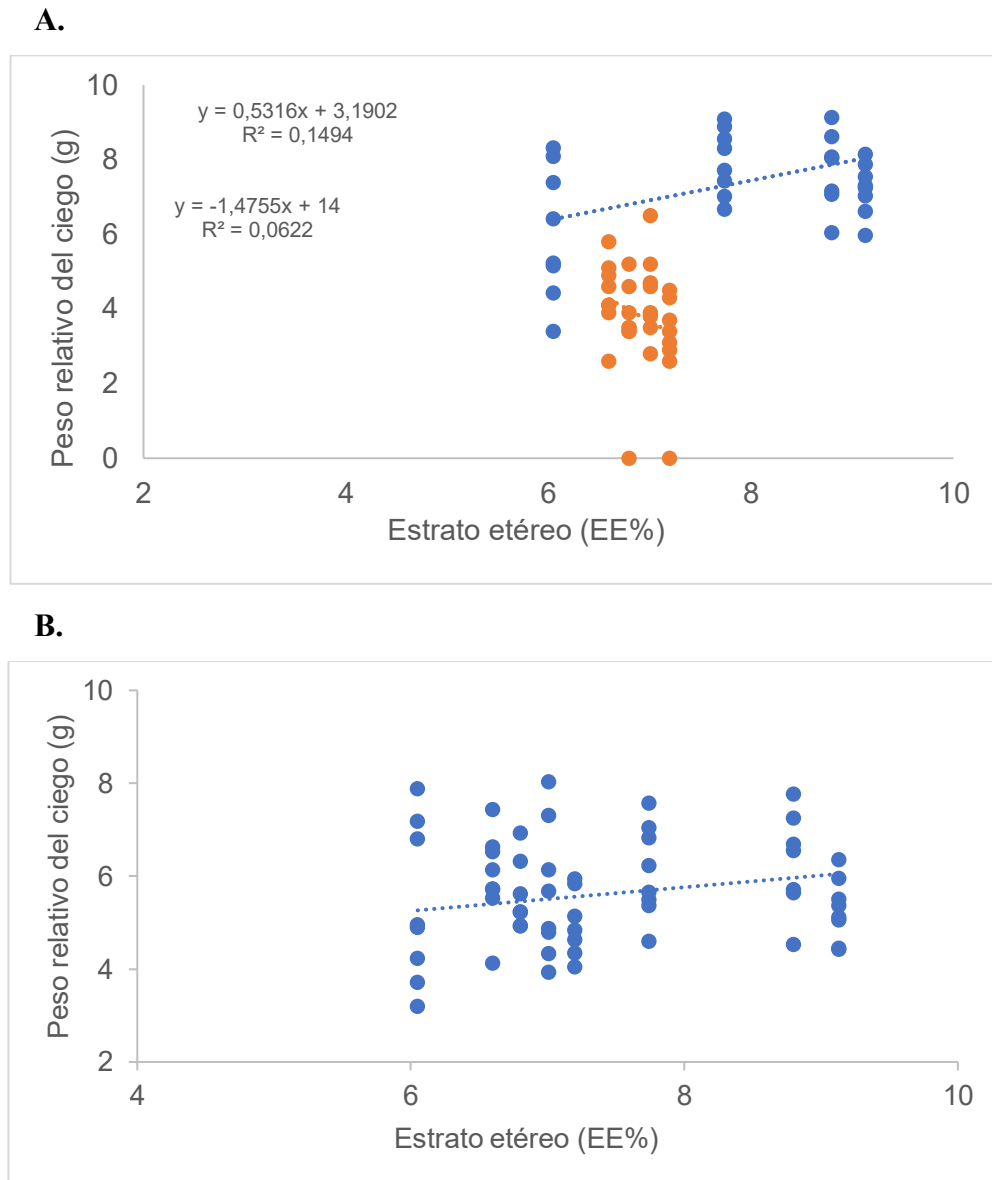 A.
y = 0,5316x + 3,1902
R² = 0,1494
y = -1,4755x + 14
R² = 0,0622
Peso relativo del ciego (g)
10
8
6
4
2
0
2 4 6 8 10
Estrato etéreo (EE%)
B.
Peso relativo del ciego (g)
10
8
6
4
2
4 6 8 10
Estrato etéreo (EE%)